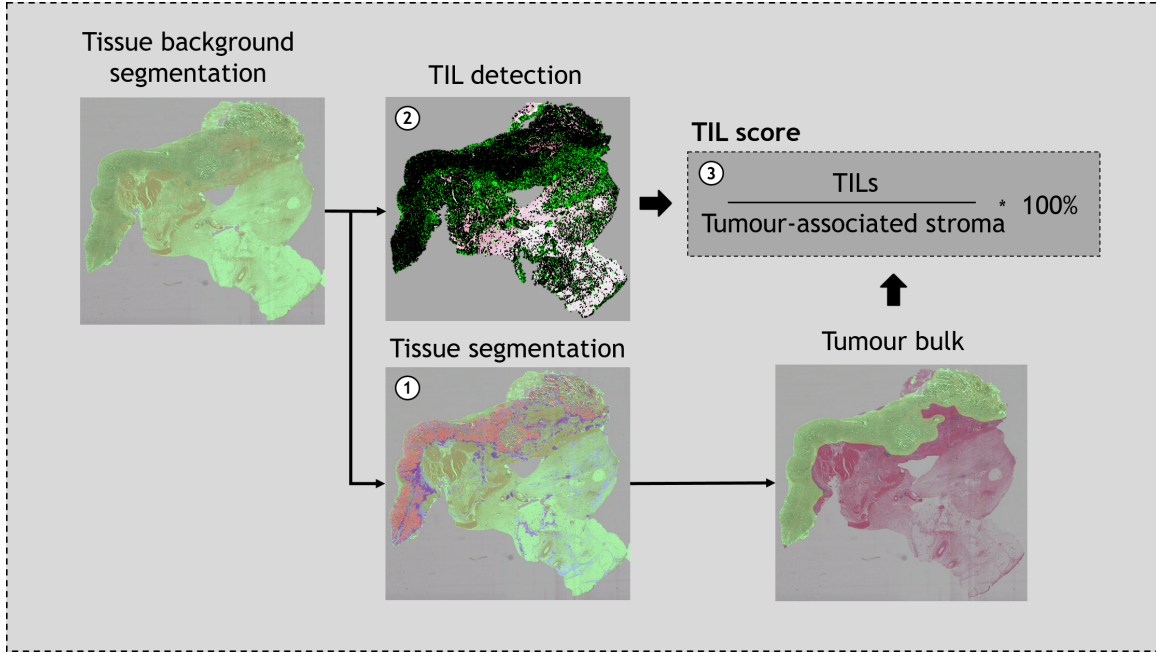 Tissue background
segmentation
TIL detection
2
TIL score
3
TILs
Tumour-associated stroma
* 100%
Tissue segmentation
1
Tumour bulk